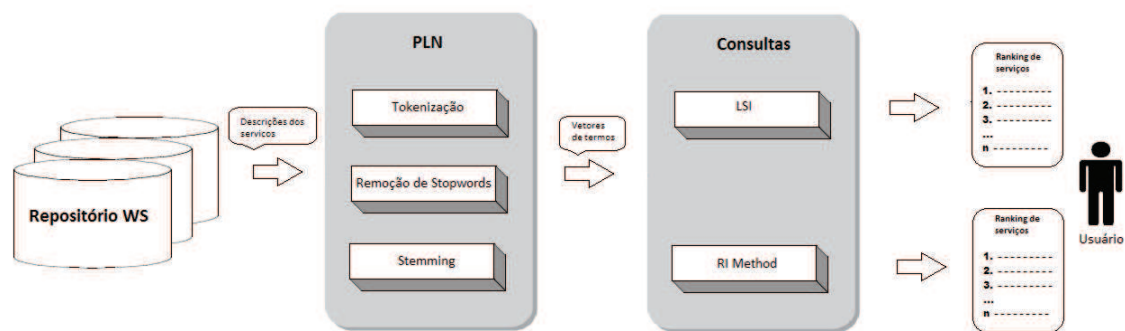 Repositório WS
Descrições dos
servicos
PLN
Tokenização
Remoção de Stopwords
Stemming
Vetores
de termos
Consultas
LSI
RI Method
Ranking de
serviços
1. ----------
2. ----------
3. ----------
...
n ----------
Ranking de
serviços
1. ----------
2. ----------
3. ----------
...
n ----------
Usuário